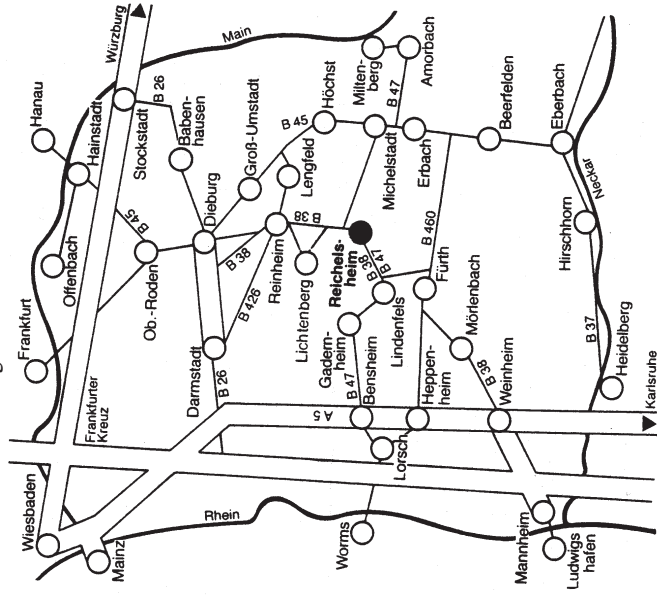 Würzburg
Main
Hanau
Hainstadt
Stockstadt
B 26
Baben-
hausen
Offenbach
B 45
Ob.-Roden
Dieburg
Groß-Umstadt
B 45
Höchst
Milten-
berg
Amorbach
B 47
Lengfeld
Michelstadt
Erbach
Beerfelden
Eberbach
Frankfurt
Frankfurter
Kreuz
Darmstadt
B 26
B 38
B 426
Reinheim
B 38
Lichtenberg
Reichels-
heim
B 38
B 47
B 460
Fürth
Lindenfels
Gadern-
heim
B 47
Bensheim
Heppen-
heim
Mörlenbach
B 38
Weinheim
Hirschhorn
Neckar
B 37
Heidelberg
Karlsruhe
A 5
Lorsch
Wiesbaden
Mainz
Rhein
Worms
Mannheim
Ludwigs
hafen